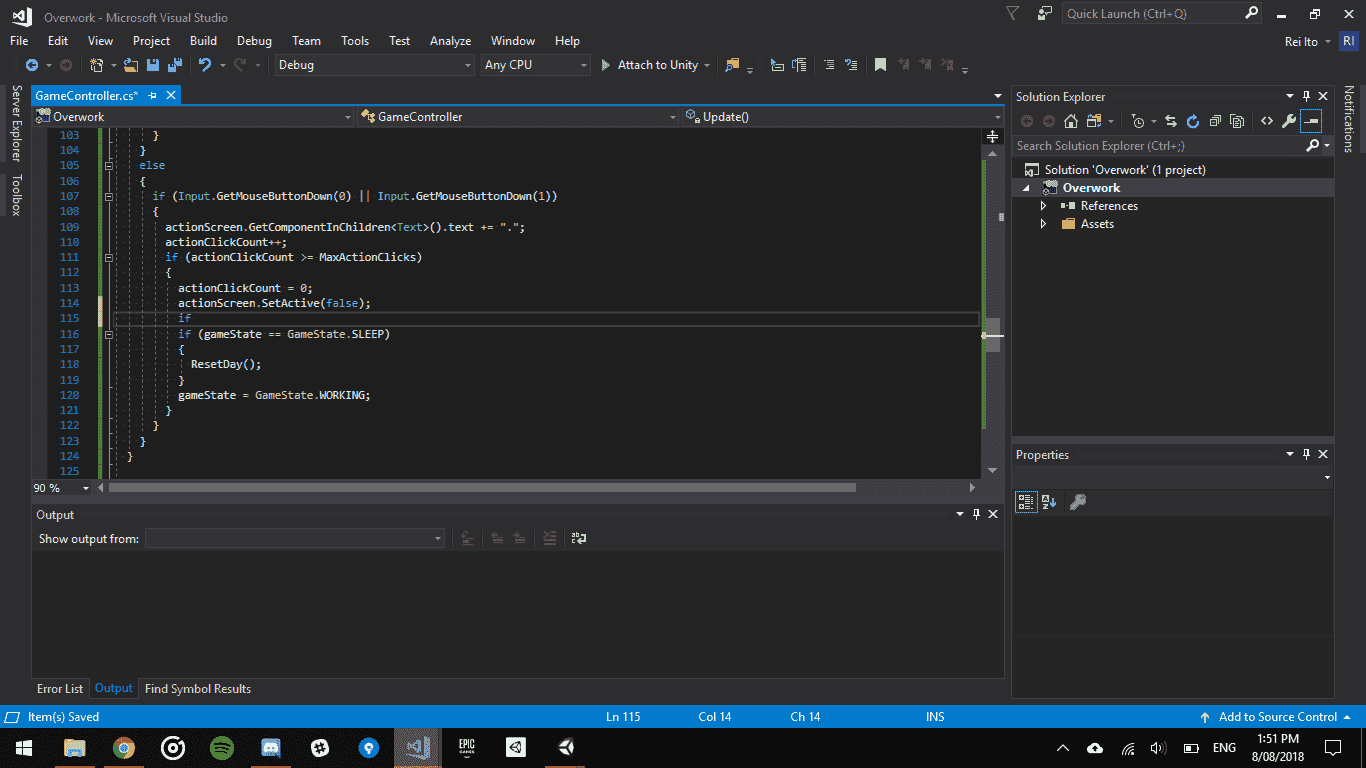 Overwork - Microsoft Visual Studio
Quick Launch (Ctrl+Q)
File Edit View Project Build Debug Team Tools Test Analyze Window Help
Rei Ito RI
Debug Any CPU Attach to Unity
Server Explorer
Toolbox
GameController.cs*
Overwork GameController Update()
103 }
104 }
105 else
106 {
107 if (Input.GetMouseButtonDown(0) || Input.GetMouseButtonDown(1))
108 {
109 actionScreen.GetComponentInChildren<Text>().text += ".";
110 actionClickCount++;
111 if (actionClickCount >= MaxActionClicks)
112 {
113 actionClickCount = 0;
114 actionScreen.SetActive(false);
115 if
116 if (gameState == GameState.SLEEP)
117 {
118 ResetDay();
119 }
120 gameState = GameState.WORKING;
121 }
122 }
123 }
124 }
125
90 %
Output
Show output from:
Error List Output Find Symbol Results
Solution Explorer
Search Solution Explorer (Ctrl+;)
Solution 'Overwork' (1 project)
Overwork
References
Assets
Properties
Notifications
Item(s) Saved Ln 115 Col 14 Ch 14 INS Add to Source Control
EPIC
GAMES
ENG
1:51 PM
8/08/2018